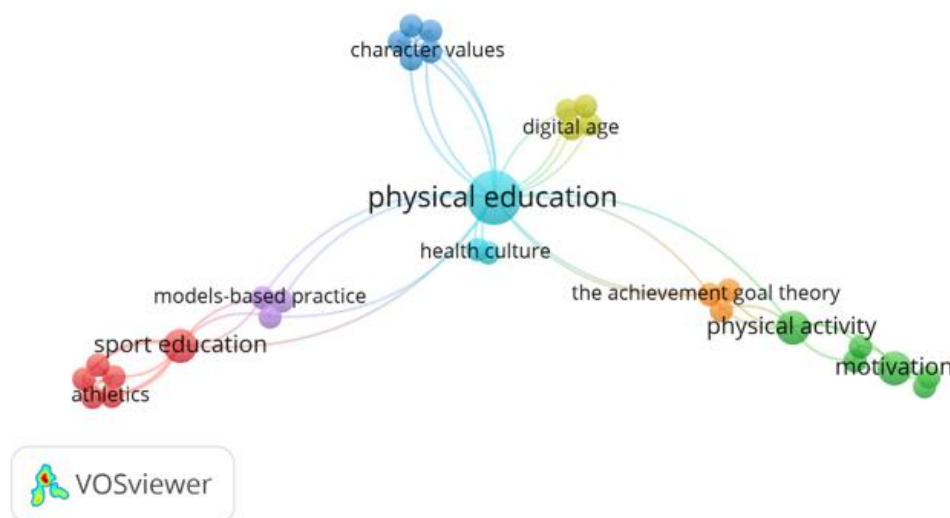 character values
digital age
physical education
health culture
models-based practice
the achievement goal theory
physical activity
sport education
motivation
athletics
VOSviewer